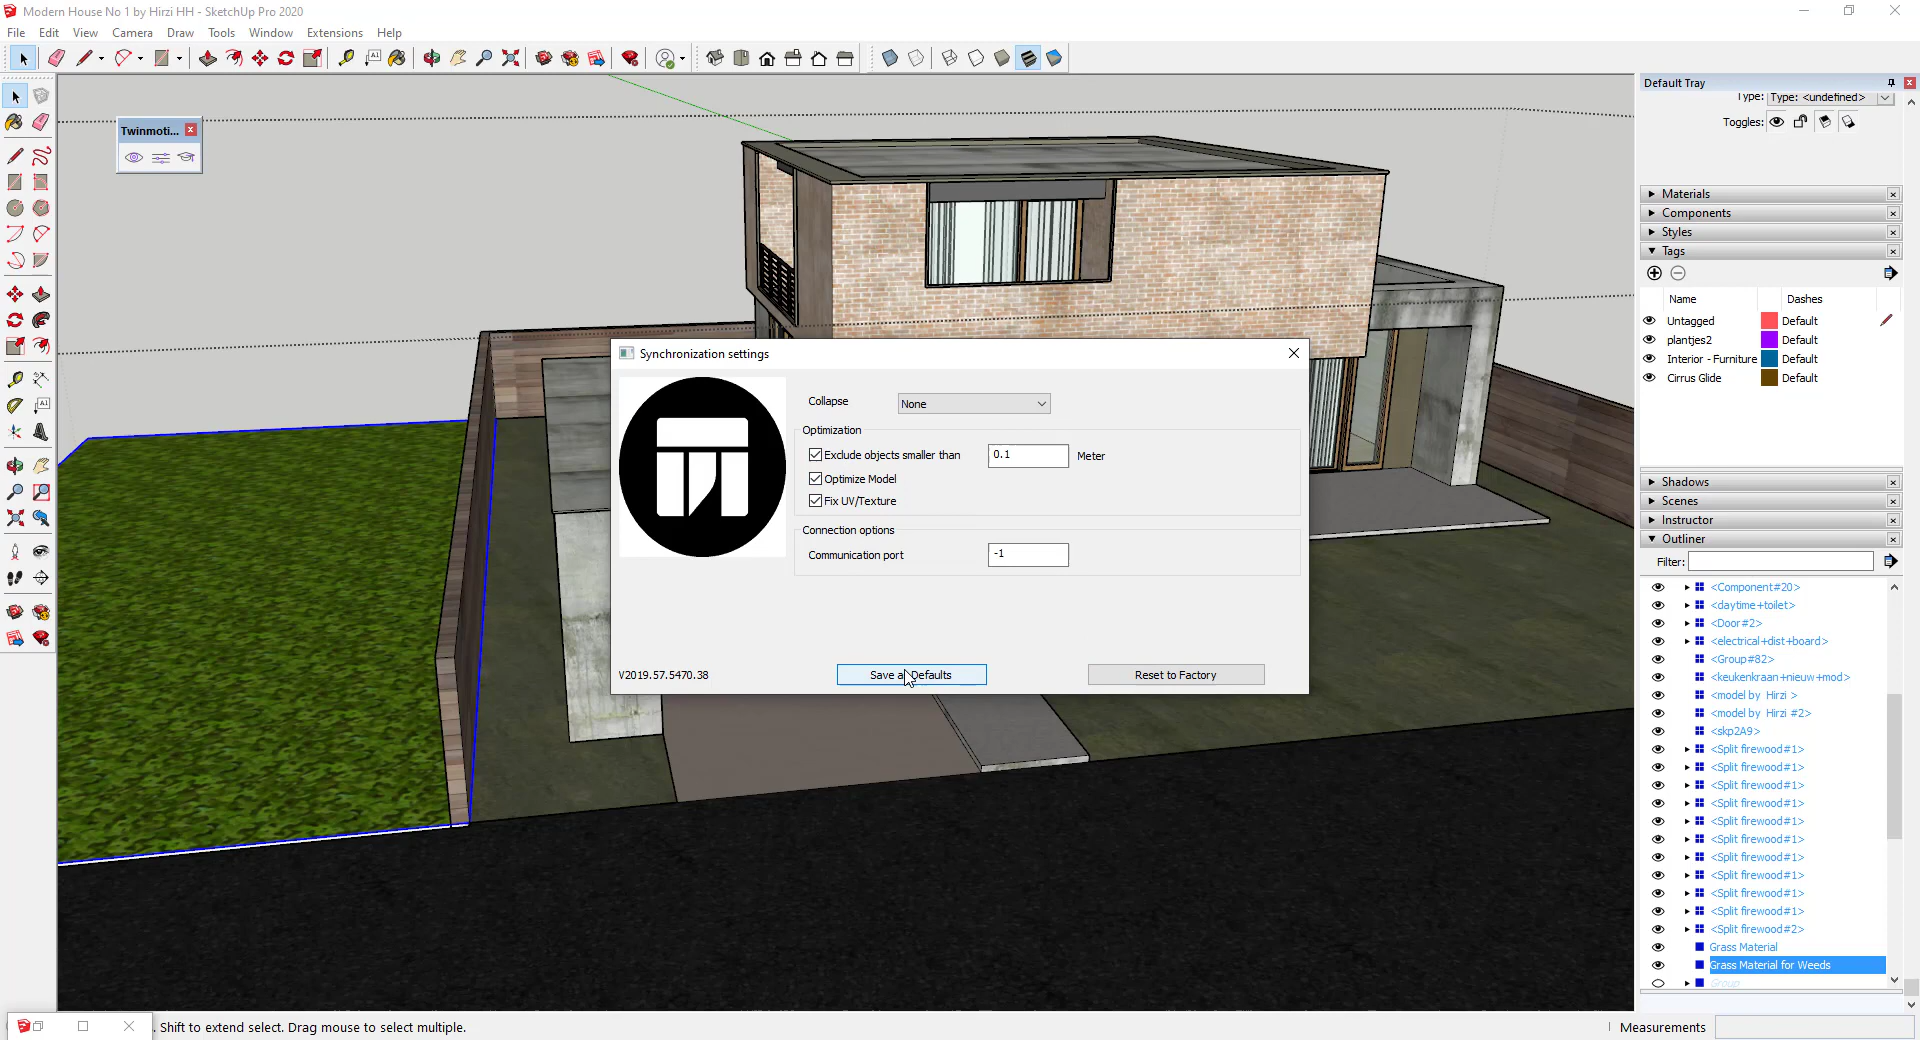 Modern House No 1 by Hirzi HH - SketchUp Pro 2020
File Edit View Camera Draw Tools Window Extensions Help
Default Tray
Type: Type: <undefined>
Toggles:
Twinmoti...
Materials
Components
Styles
Tags
Name Dashes
Untagged Default
plantjes2 Default
Interior - Furniture Default
Cirrus Glide Default
Synchronization settings
Collapse None
Optimization
Exclude objects smaller than 0.1 Meter
Optimize Model
Fix UV/Texture
Connection options
Communication port -1
V2019.57.5470.38 Save as Defaults Reset to Factory
Shadows
Scenes
Instructor
Outliner
Filter:
<Component#20>
<daytime+toilet>
<Door#2>
<electrical+dist+board>
<Group#82>
<keukenkraan+nieuw+mod>
<model by Hirzi >
<model by Hirzi #2>
<skp2A9>
<Split firewood#1>
<Split firewood#1>
<Split firewood#1>
<Split firewood#1>
<Split firewood#1>
<Split firewood#1>
<Split firewood#1>
<Split firewood#1>
<Split firewood#1>
<Split firewood#1>
<Split firewood#2>
Grass Material
Grass Material for Weeds
Group
. Shift to extend select. Drag mouse to select multiple.
Measurements